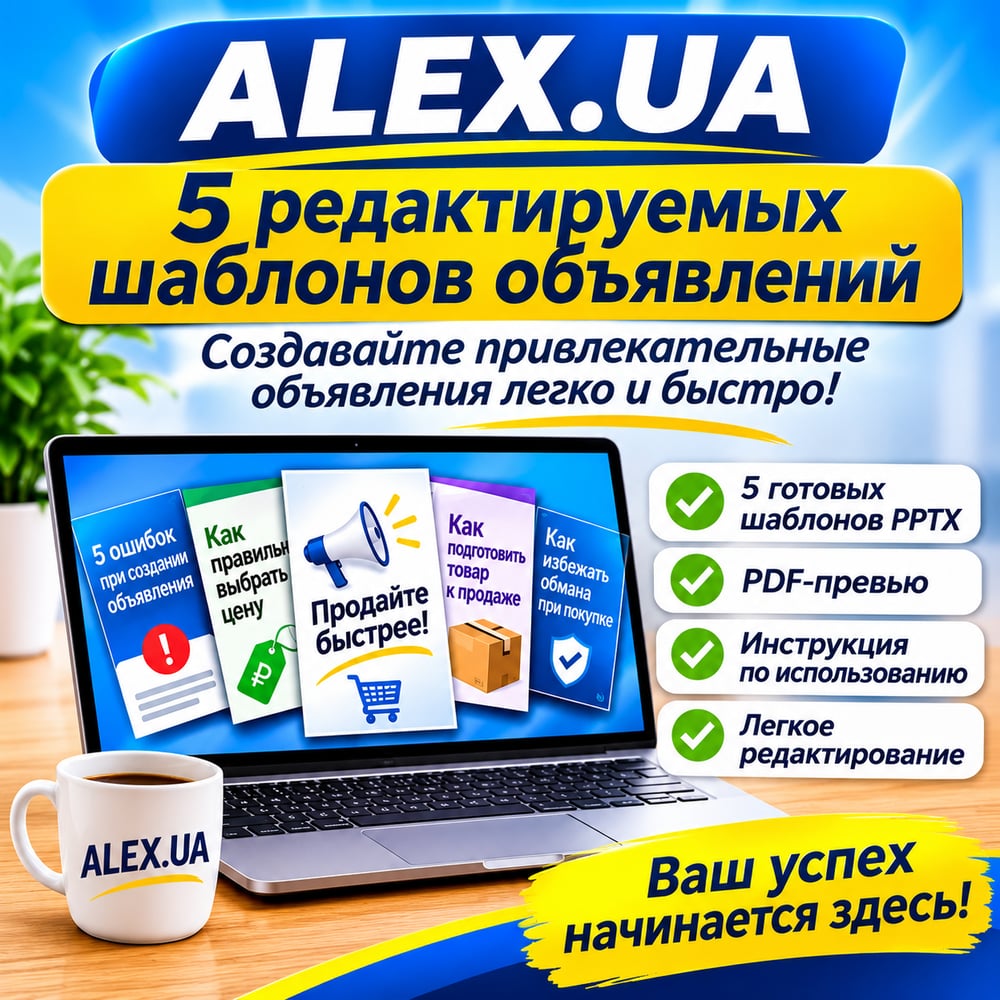 ALEX.UA
5 редактируемых
шаблонов объявлений
Создавайте привлекательные
объявления легко и быстро!
5 ошибок
при создании
объявления
!
Как
правильн
выбрать
цену
Продайте
быстрее!
Как
подготовить
товар
к продаже
Как
избежать
обмана
при покупке
5 готовых
шаблонов PPTX
PDF-превью
Инструкция
по использованию
Легкое
редактирование
ALEX.UA
Ваш успех
начинается здесь!